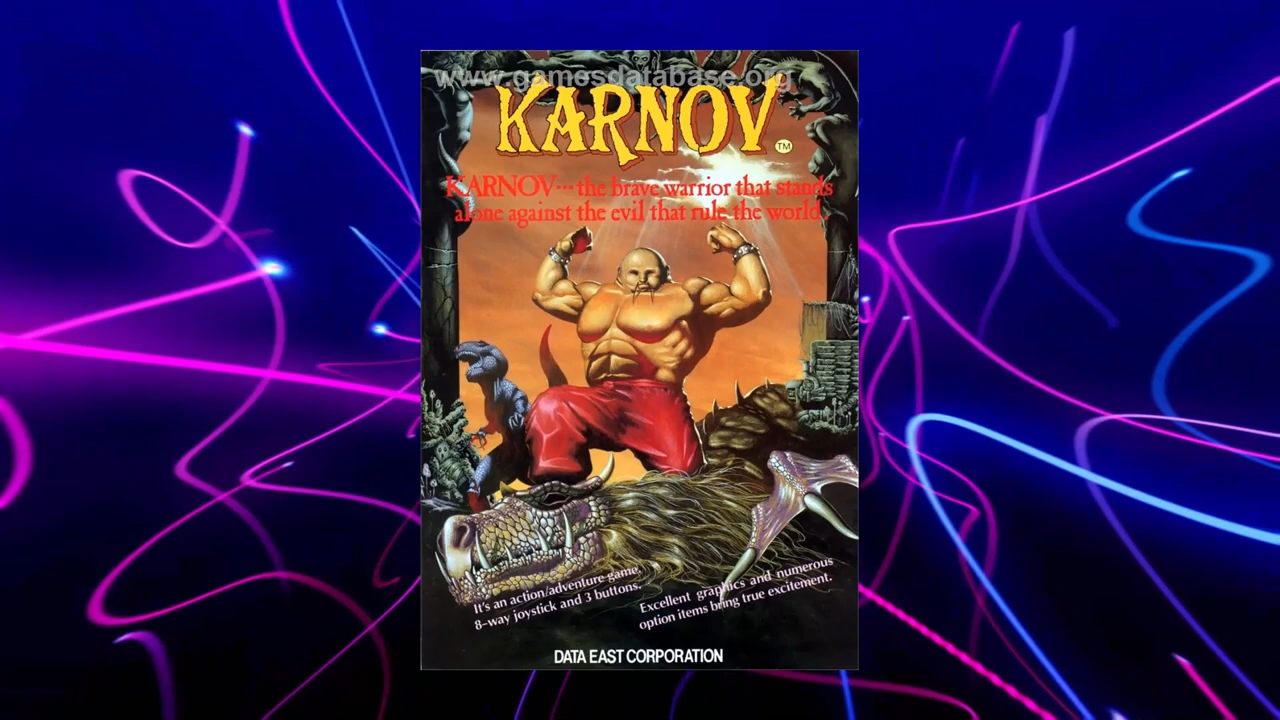 www.gamesdatabase.org
KARNOV TM
KARNOV...the brave warrior that stands
alone against the evil that rule the world.
It's an action/adventure game.
8-way joystick and 3 buttons.
Excellent graphics and numerous
option items bring true excitement.
DATA EAST CORPORATION